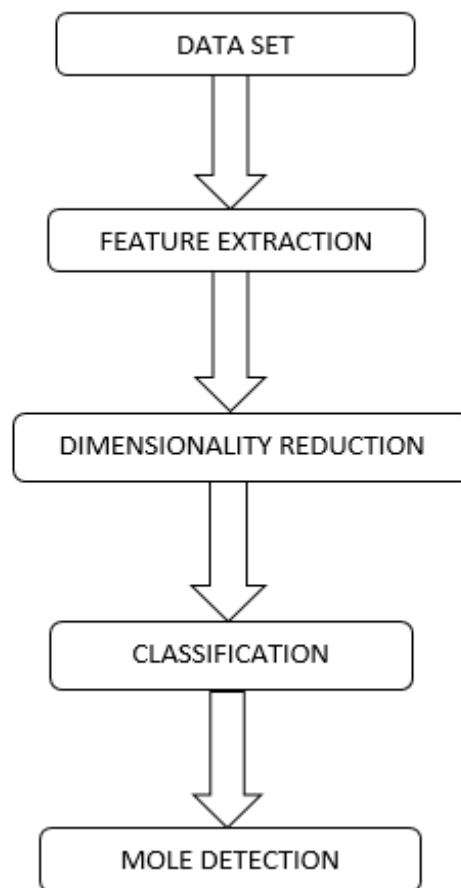 DATA SET
FEATURE EXTRACTION
DIMENSIONALITY REDUCTION
CLASSIFICATION
MOLE DETECTION